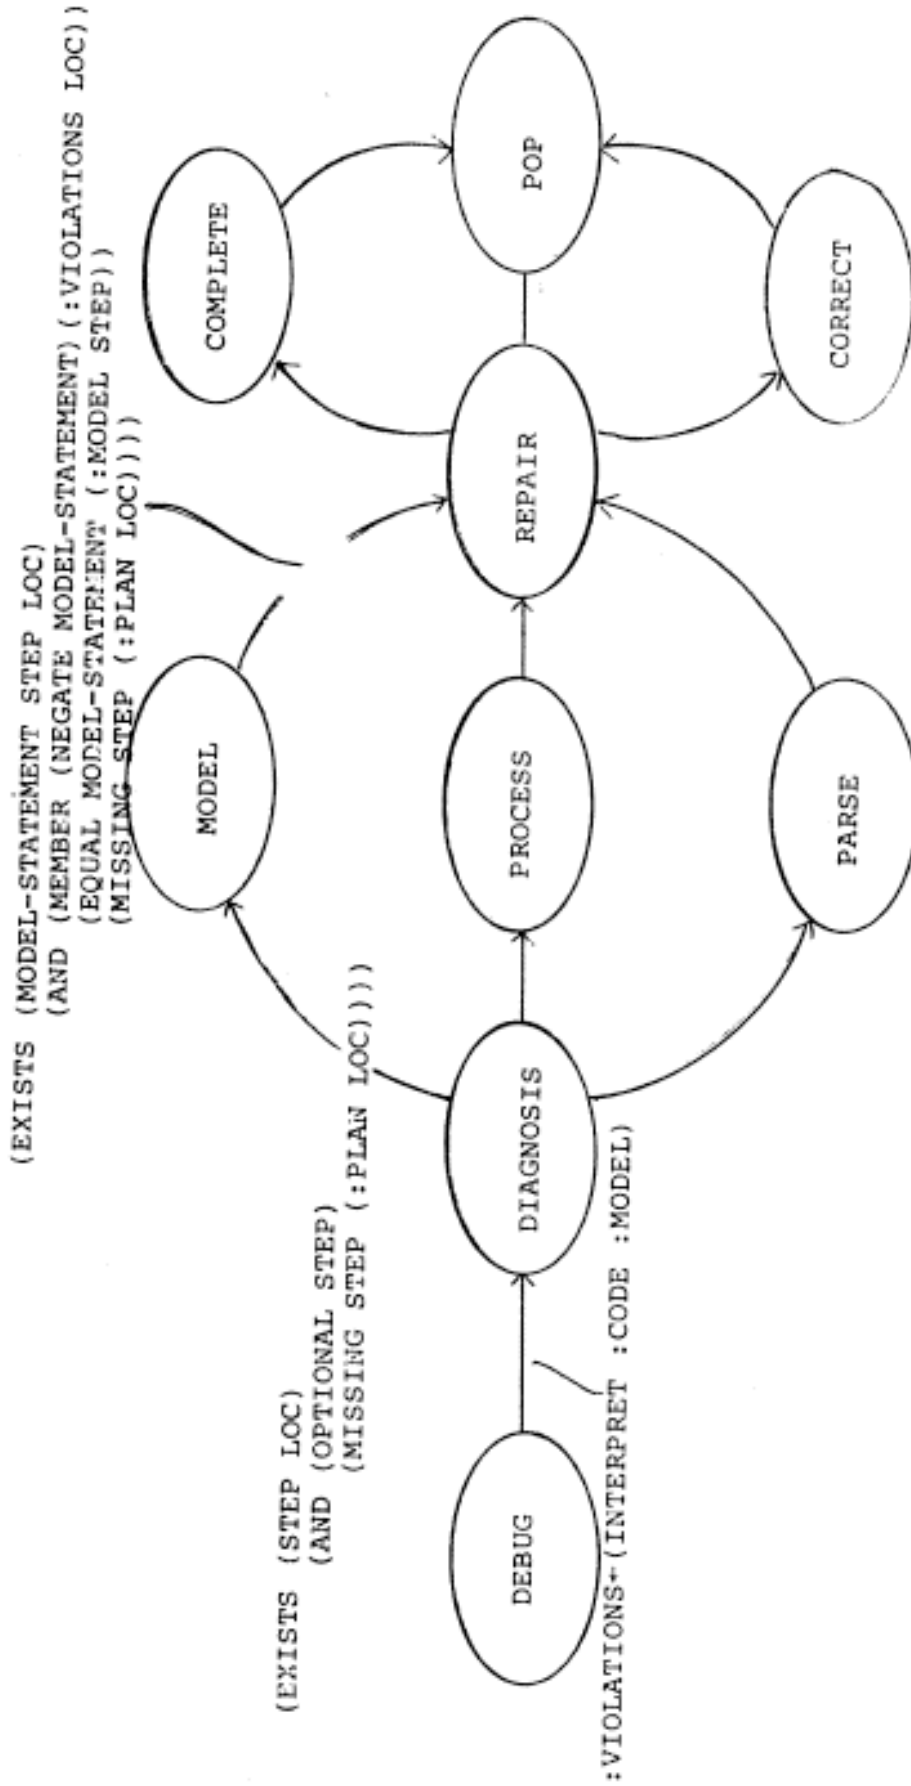 (EXISTS (MODEL-STATEMENT STEP LOC)
(AND (MEMBER (NEGATE MODEL-STATEMENT)(:VIOLATIONS LOC))
(EQUAL MODEL-STATEMENT (:MODEL STEP))
(MISSING STEP (:PLAN LOC))))
(EXISTS (STEP LOC)
(AND (OPTIONAL STEP)
(MISSING STEP (:PLAN LOC))))
MODEL
COMPLETE
DEBUG
DIAGNOSIS
PROCESS
REPAIR
POP
:VIOLATIONS←(INTERPRET :CODE :MODEL)
PARSE
CORRECT